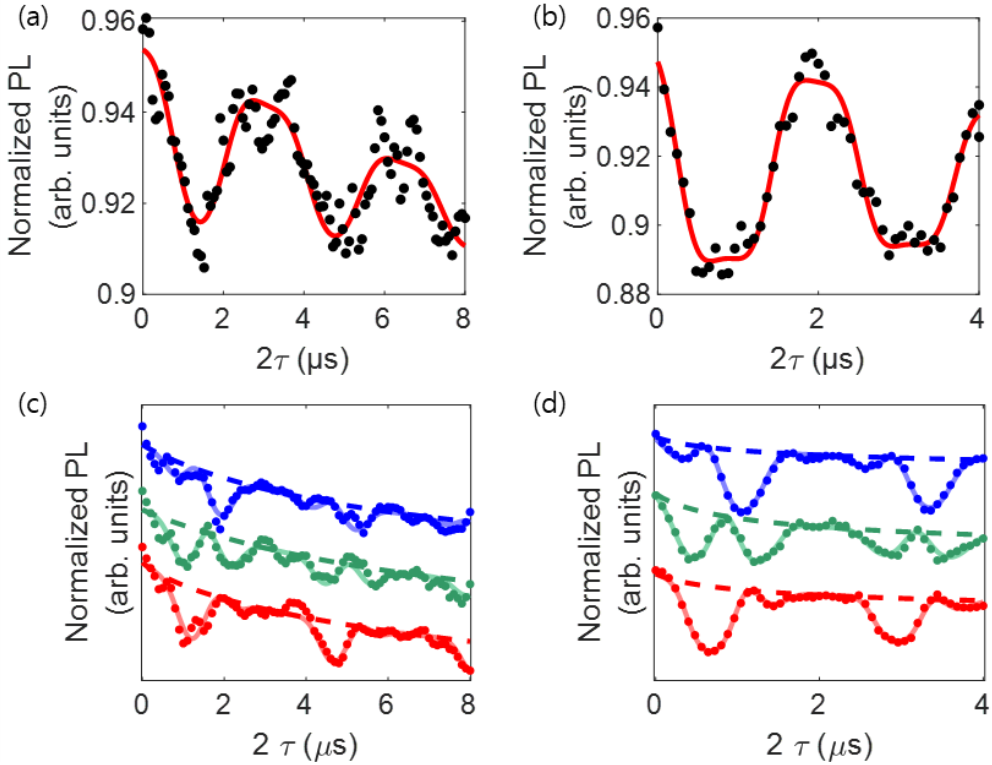 (a)
0.96
0.94
0.92
0.9
Normalized PL
(arb. units)
0 2 4 6 8
2τ (μs)
(b)
0.96
0.94
0.92
0.9
0.88
Normalized PL
(arb. units)
0 2 4
2τ (μs)
(c)
Normalized PL
(arb. units)
0 2 4 6 8
2 τ (μs)
(d)
Normalized PL
(arb. units)
0 2 4
2 τ (μs)